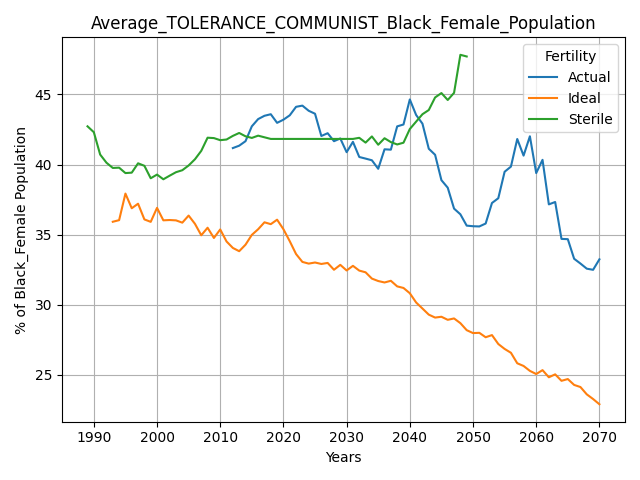 Average_TOLERANCE_COMMUNIST_Black_Female_Population
Fertility
Actual
Ideal
Sterile
% of Black_Female Population
45
40
35
30
25
1990 2000 2010 2020 2030 2040 2050 2060 2070
Years